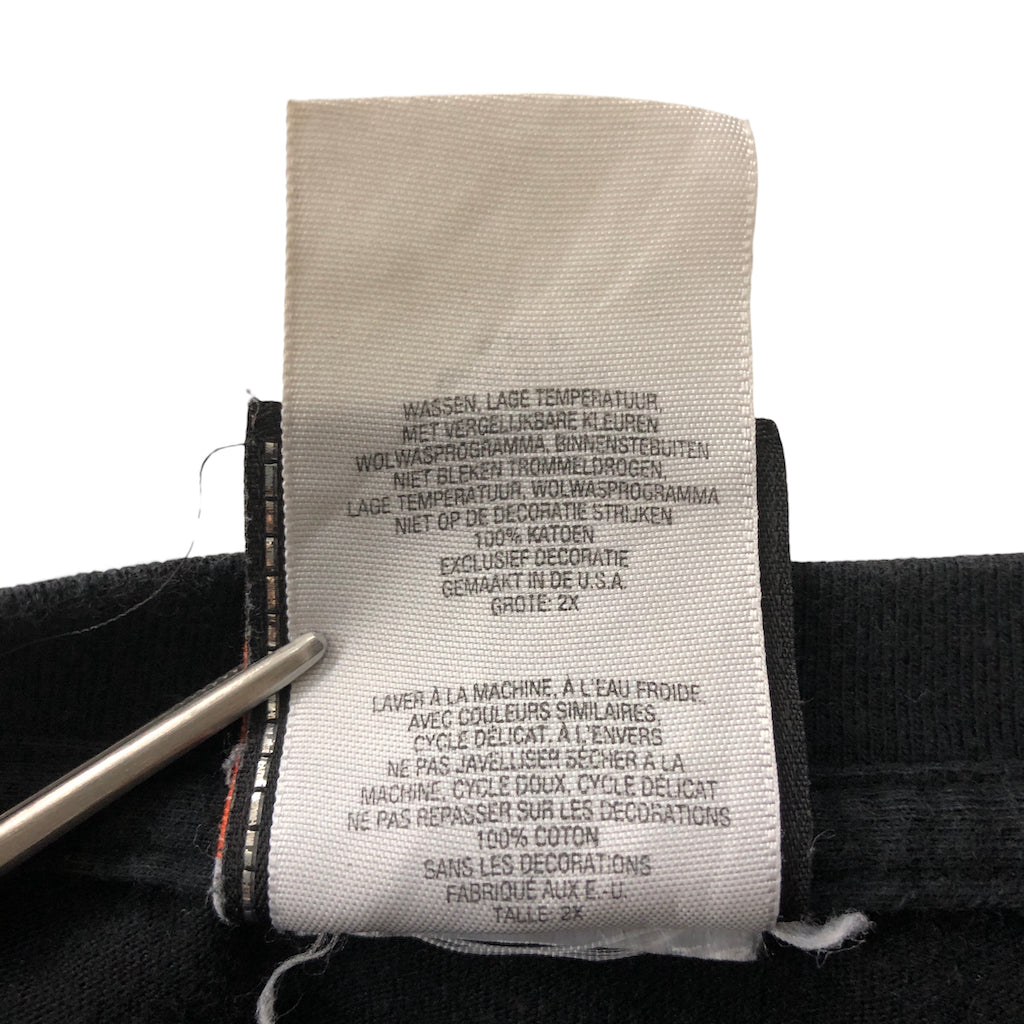 WASSEN, LAGE TEMPERATUUR,
MET VERGELIJKBARE KLEUREN
WOLWASPROGRAMMA, BINNENSTEBUITEN
NIET BLEKEN TROMMELDROGEN,
LAGE TEMPERATUUR, WOLWASPROGRAMMA
NIET OP DE DECORATIE STRIJKEN
100% KATOEN
EXCLUSIEF DECORATIE
GEMAAKT IN DE U.S.A.
GROTE: 2X
LAVER À LA MACHINE, À L'EAU FROIDE,
AVEC COULEURS SIMILAIRES,
CYCLE DÉLICAT, À L'ENVERS
NE PAS JAVELLISER SÉCHER À LA
MACHINE, CYCLE DOUX, CYCLE DÉLICAT
NE PAS REPASSER SUR LES DECORATIONS
100% COTON
SANS LES DECORATIONS
FABRIQUÉ AUX E.-U.
TALLE: 2X